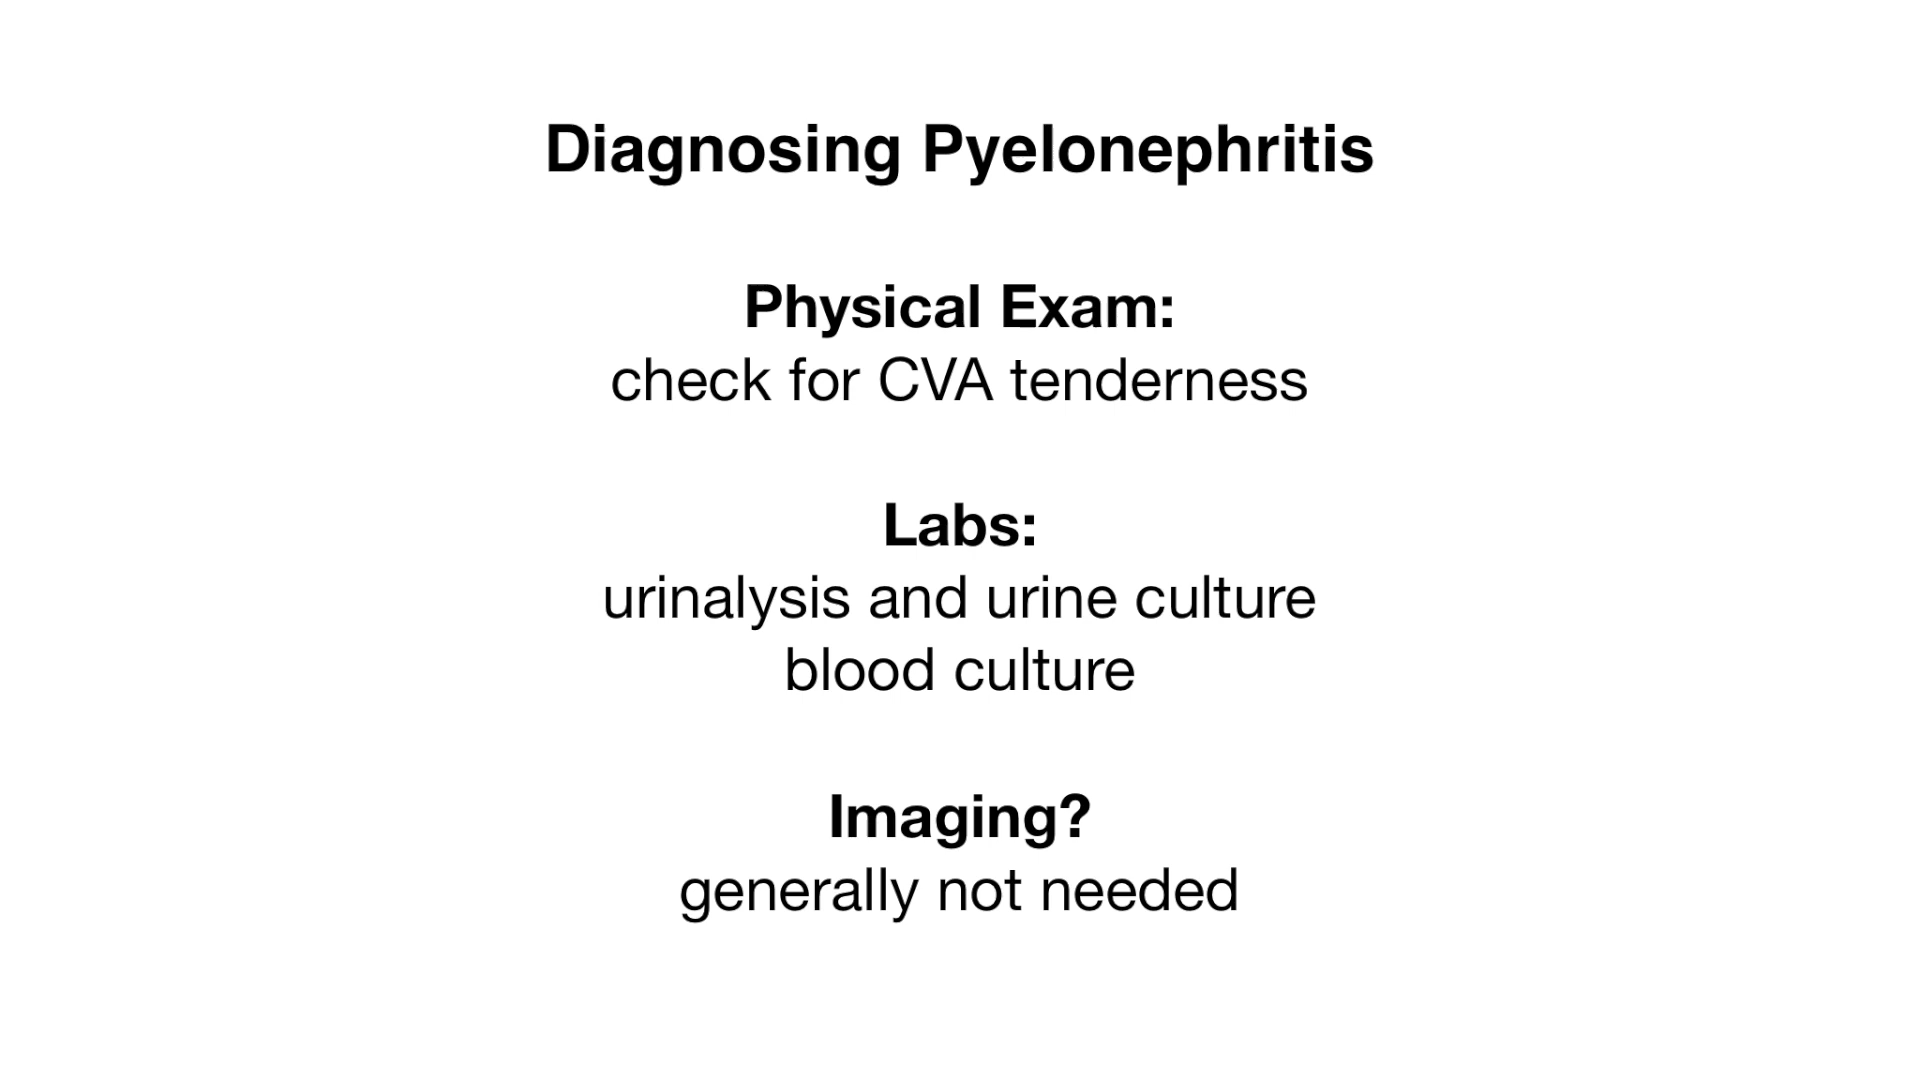 Diagnosing Pyelonephritis
Physical Exam:
check for CVA tenderness
Labs:
urinalysis and urine culture
blood culture
Imaging?
generally not needed